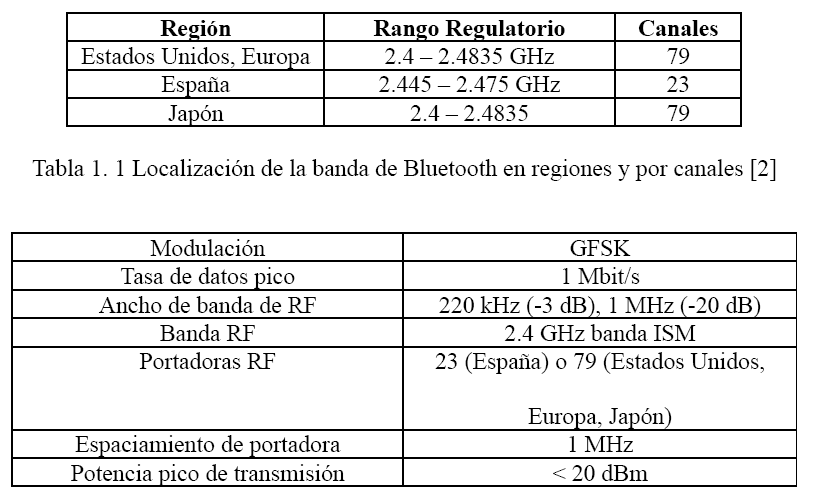 Región Rango Regulatorio Canales
Estados Unidos, Europa 2.4 – 2.4835 GHz 79
España 2.445 – 2.475 GHz 23
Japón 2.4 – 2.4835 79
Tabla 1. 1 Localización de la banda de Bluetooth en regiones y por canales [2]
Modulación GFSK
Tasa de datos pico 1 Mbit/s
Ancho de banda de RF 220 kHz (-3 dB), 1 MHz (-20 dB)
Banda RF 2.4 GHz banda ISM
Portadoras RF 23 (España) o 79 (Estados Unidos,
Europa, Japón)
Espaciamiento de portadora 1 MHz
Potencia pico de transmisión < 20 dBm